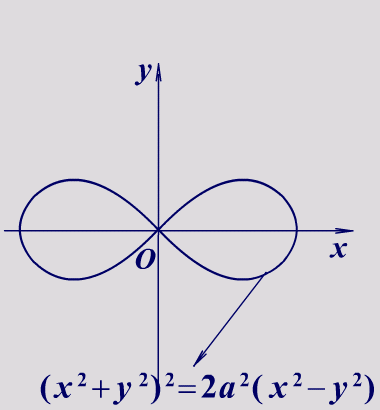 y
O
x
(x²+y²)²=2a²(x²−y²)